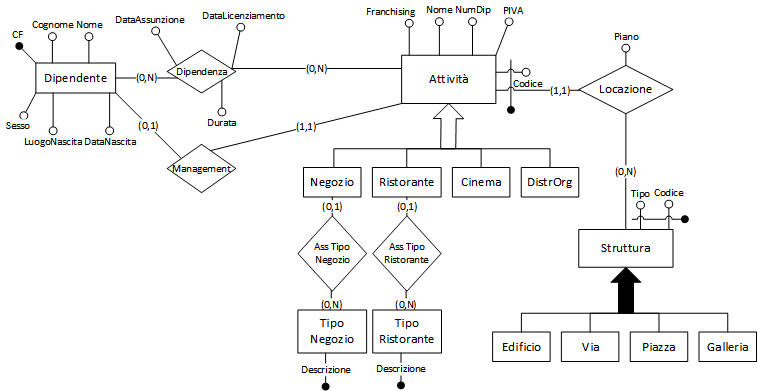 Franchising Nome NumDip PIVA
DataAssunzione
DataLicenziamento
CF
Cognome Nome
Piano
Dipendente
(0,N)
Dipendenza
(0,N)
Attività
Codice
(1,1)
Locazione
Sesso
LuogoNascita DataNascita
(0,1)
Durata
(1,1)
Management
(0,N)
Negozio
Ristorante
Cinema
DistrOrg
Tipo Codice
(0,1)
(0,1)
Ass Tipo
Negozio
Ass Tipo
Ristorante
Struttura
(0,N)
(0,N)
Tipo
Negozio
Tipo
Ristorante
Edificio
Via
Piazza
Galleria
Descrizione
Descrizione